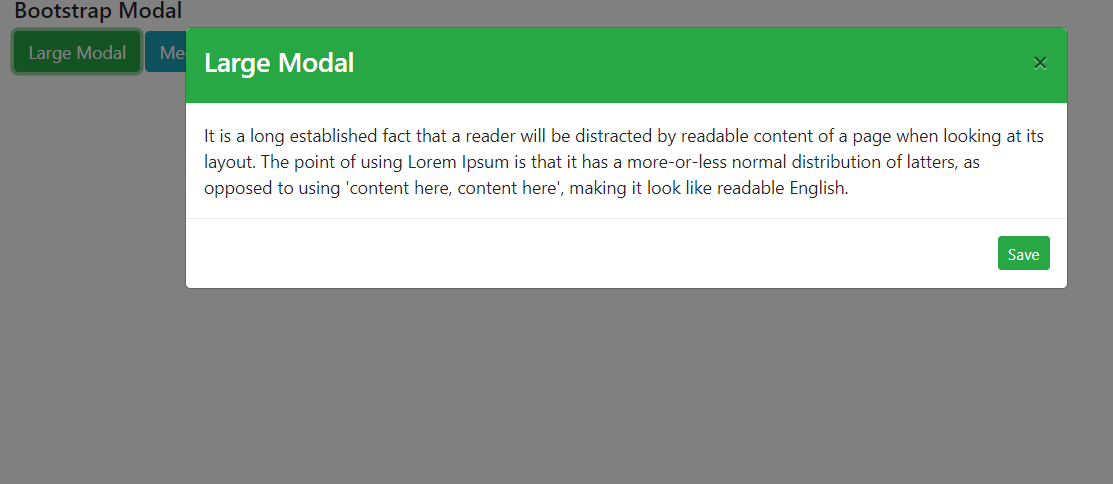 Bootstrap Modal
Large Modal
Large Modal
×
It is a long established fact that a reader will be distracted by readable content of a page when looking at its
layout. The point of using Lorem Ipsum is that it has a more-or-less normal distribution of latters, as
opposed to using 'content here, content here', making it look like readable English.
Save